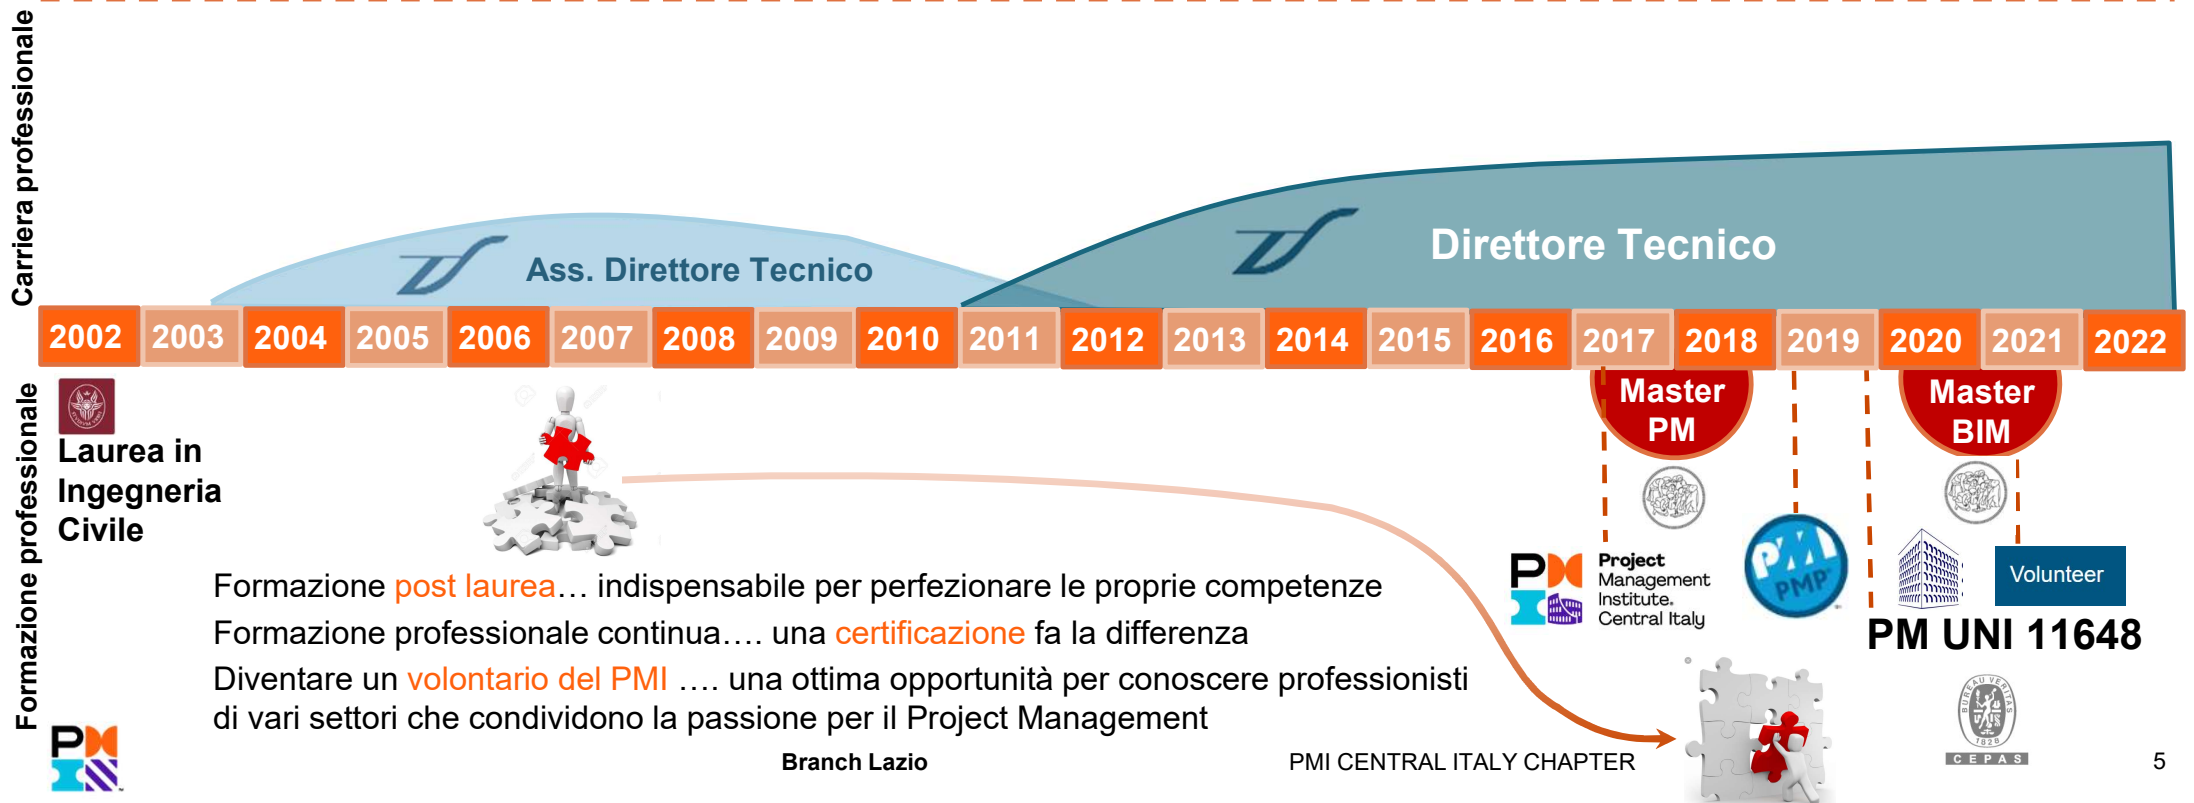 Carriera professionale
Ass. Direttore Tecnico
Direttore Tecnico
2002 2003 2004 2005 2006 2007 2008 2009 2010 2011 2012 2013 2014 2015 2016 2017 2018 2019 2020 2021 2022
Formazione professionale
Laurea in
Ingegneria
Civile
Master
PM
Master
BIM
Project
Management
Institute.
Central Italy
PMI
PMP
Volunteer
PM UNI 11648
Formazione post laurea… indispensabile per perfezionare le proprie competenze
Formazione professionale continua…. una certificazione fa la differenza
Diventare un volontario del PMI …. una ottima opportunità per conoscere professionisti
di vari settori che condividono la passione per il Project Management
BUREAU VERITAS
1828
CEPAS
Branch Lazio
PMI CENTRAL ITALY CHAPTER
5